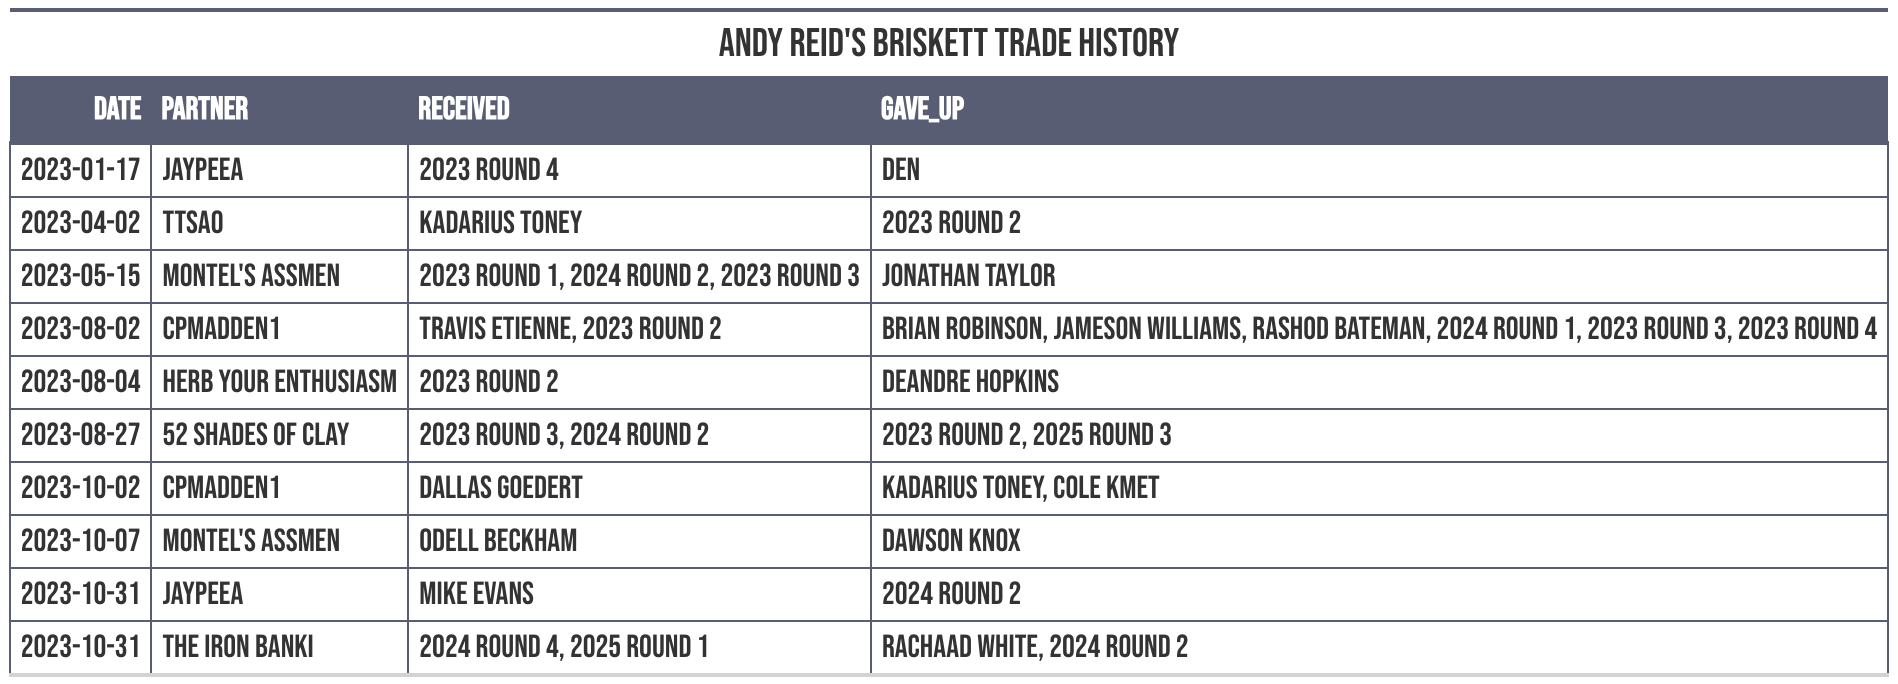 ANDY REID'S BRISKETT TRADE HISTORY
DATE PARTNER RECEIVED GAVE_UP
2023-01-17 JAYPEEA 2023 ROUND 4 DEN
2023-04-02 TTSAO KADARIUS TONEY 2023 ROUND 2
2023-05-15 MONTEL'S ASSMEN 2023 ROUND 1, 2024 ROUND 2, 2023 ROUND 3 JONATHAN TAYLOR
2023-08-02 CPMADDEN1 TRAVIS ETIENNE, 2023 ROUND 2 BRIAN ROBINSON, JAMESON WILLIAMS, RASHOD BATEMAN, 2024 ROUND 1, 2023 ROUND 3, 2023 ROUND 4
2023-08-04 HERB YOUR ENTHUSIASM 2023 ROUND 2 DEANDRE HOPKINS
2023-08-27 52 SHADES OF CLAY 2023 ROUND 3, 2024 ROUND 2 2023 ROUND 2, 2025 ROUND 3
2023-10-02 CPMADDEN1 DALLAS GOEDERT KADARIUS TONEY, COLE KMET
2023-10-07 MONTEL'S ASSMEN ODELL BECKHAM DAWSON KNOX
2023-10-31 JAYPEEA MIKE EVANS 2024 ROUND 2
2023-10-31 THE IRON BANKI 2024 ROUND 4, 2025 ROUND 1 RACHAAD WHITE, 2024 ROUND 2